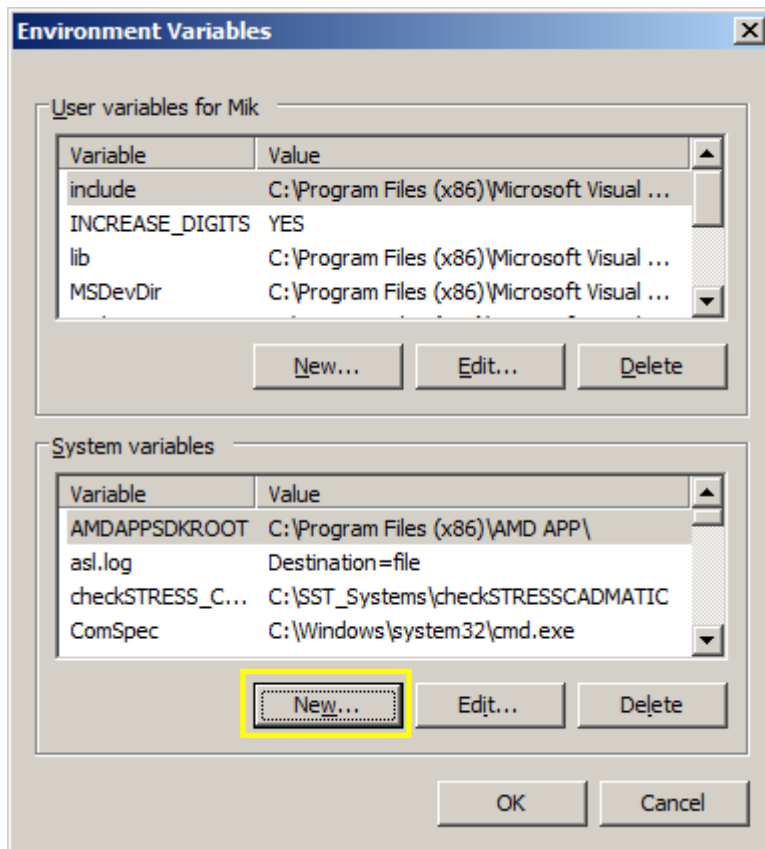 Environment Variables
User variables for Mik
Variable Value
include C:\Program Files (x86)\Microsoft Visual ...
INCREASE_DIGITS YES
lib C:\Program Files (x86)\Microsoft Visual ...
MSDevDir C:\Program Files (x86)\Microsoft Visual ...
New... Edit... Delete
System variables
Variable Value
AMDAPPSDKROOT C:\Program Files (x86)\AMD APP\
asl.log Destination=file
checkSTRESS_C... C:\SST_Systems\checkSTRESSCADMATIC
ComSpec C:\Windows\system32\cmd.exe
New... Edit... Delete
OK Cancel